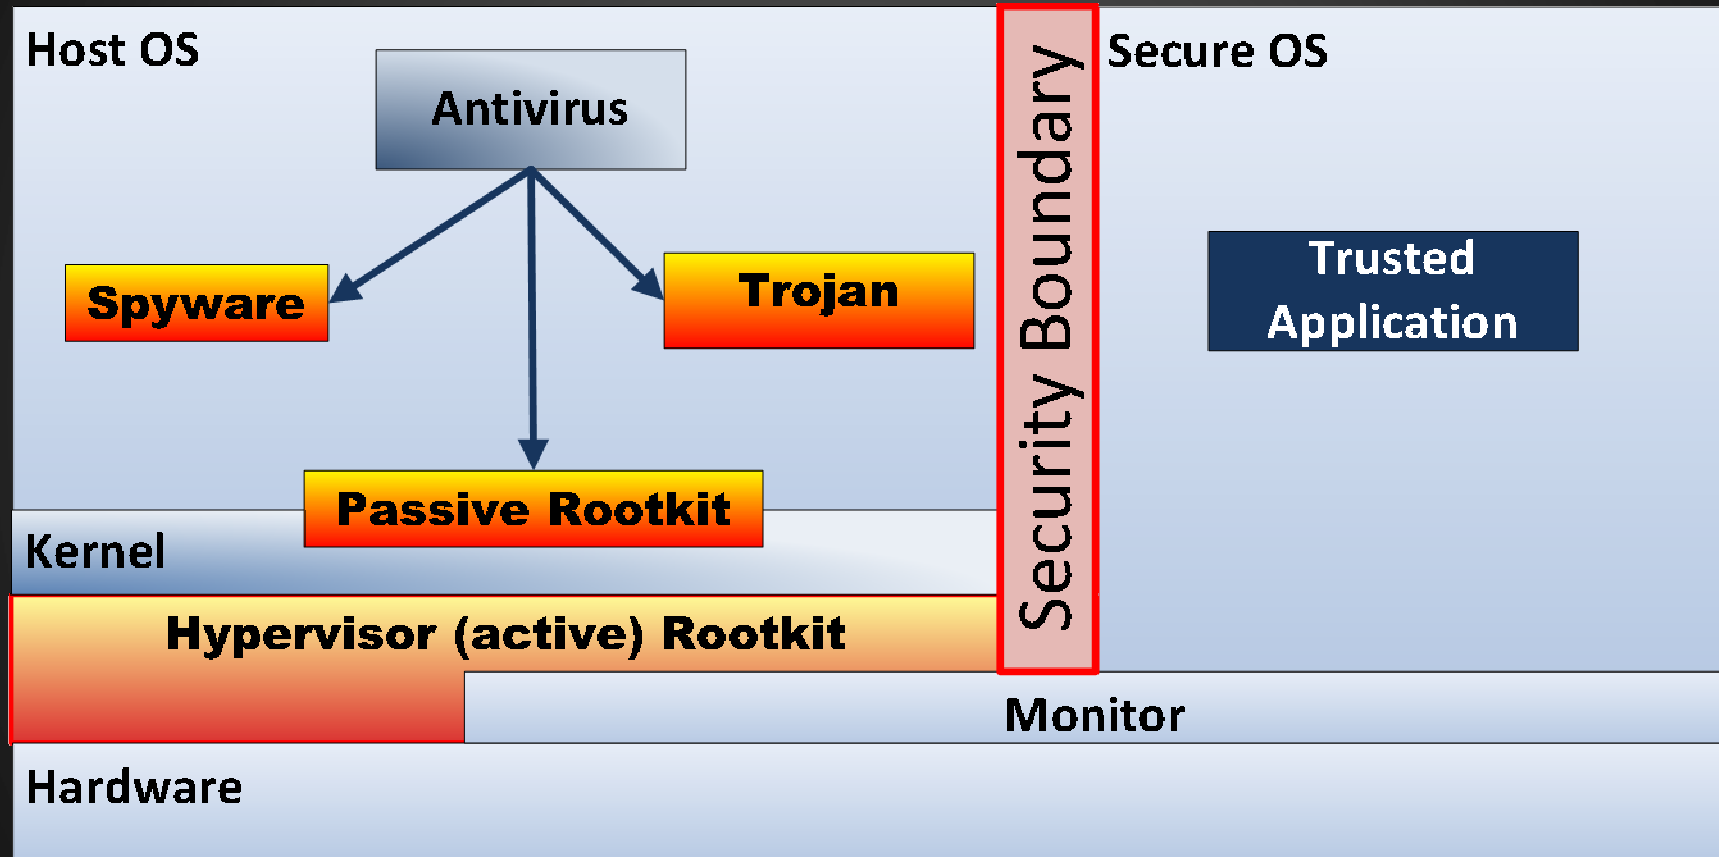 Host OS
Antivirus
Spyware
Trojan
Passive Rootkit
Kernel
Hypervisor (active) Rootkit
Security Boundary
Secure OS
Trusted
Application
Monitor
Hardware